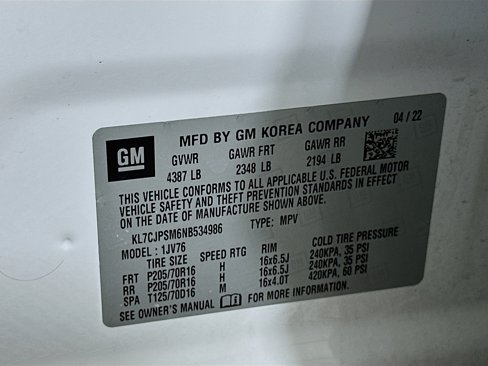 MFD BY GM KOREA COMPANY 04 / 22
GM
GVWR GAWR FRT GAWR RR
4387 LB 2348 LB 2194 LB
THIS VEHICLE CONFORMS TO ALL APPLICABLE U.S. FEDERAL MOTOR
VEHICLE SAFETY AND THEFT PREVENTION STANDARDS IN EFFECT
ON THE DATE OF MANUFACTURE SHOWN ABOVE.
KL7CJPSM6NB534986 TYPE: MPV
MODEL: 1JV76
TIRE SIZE SPEED RTG RIM COLD TIRE PRESSURE
FRT P205/70R16 H 16x6.5J 240KPA, 35 PSI
RR P205/70R16 H 16x6.5J 240KPA, 35 PSI
SPA T125/70D16 M 16x4.0T 420KPA, 60 PSI
SEE OWNER'S MANUAL FOR MORE INFORMATION.